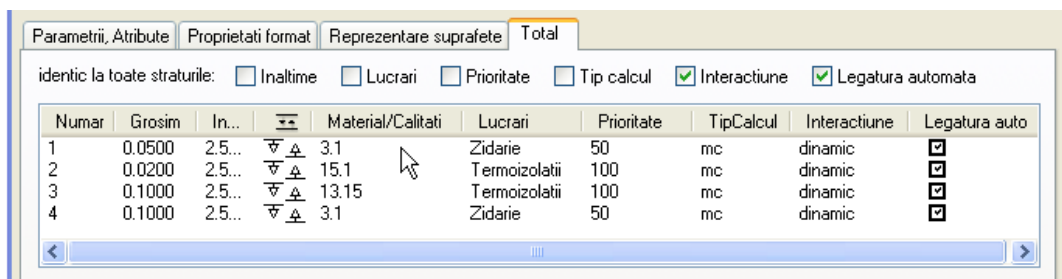 Parametrii, Atribute Proprietati format Reprezentare suprafete Total
identic la toate straturile: Inaltime Lucrari Prioritate Tip calcul Interactiune Legatura automata
Numar Grosim In... Material/Calitati Lucrari Prioritate TipCalcul Interactiune Legatura auto
1 0.0500 2.5... 3.1 Zidarie 50 mc dinamic
2 0.0200 2.5... 15.1 Termoizolatii 100 mc dinamic
3 0.1000 2.5... 13.15 Termoizolatii 100 mc dinamic
4 0.1000 2.5... 3.1 Zidarie 50 mc dinamic